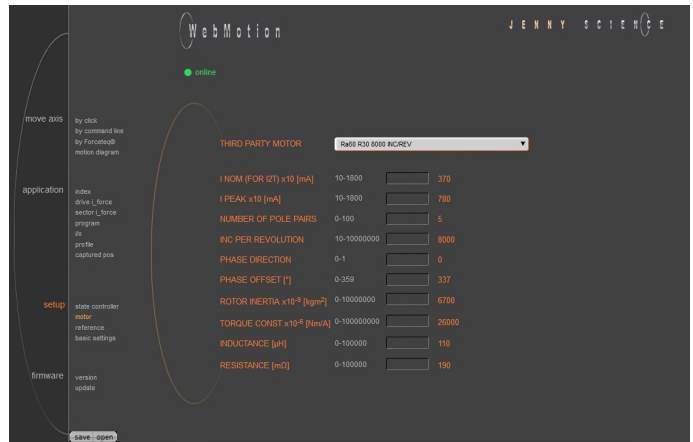 WebMotion
JENNY SCIENCE
online
move axis
by click
by command line
by Forceteq®
motion diagram
application
index
drive i_force
sector i_force
program
i/o
profile
captured pos
setup
state controller
motor
reference
basic settings
firmware
version
update
save open
THIRD PARTY MOTOR Ra60 R30 8000 INC/REV
I NOM (FOR I2T) x10 [mA] 10-1800 370
I PEAK x10 [mA] 10-1800 780
NUMBER OF POLE PAIRS 0-100 5
INC PER REVOLUTION 10-10000000 8000
PHASE DIRECTION 0-1 0
PHASE OFFSET [°] 0-359 337
ROTOR INERTIA x10⁻⁹ [kgm²] 0-10000000 6700
TORQUE CONST x10⁻⁶ [Nm/A] 0-100000000 26000
INDUCTANCE [µH] 0-100000 110
RESISTANCE [mΩ] 0-100000 190